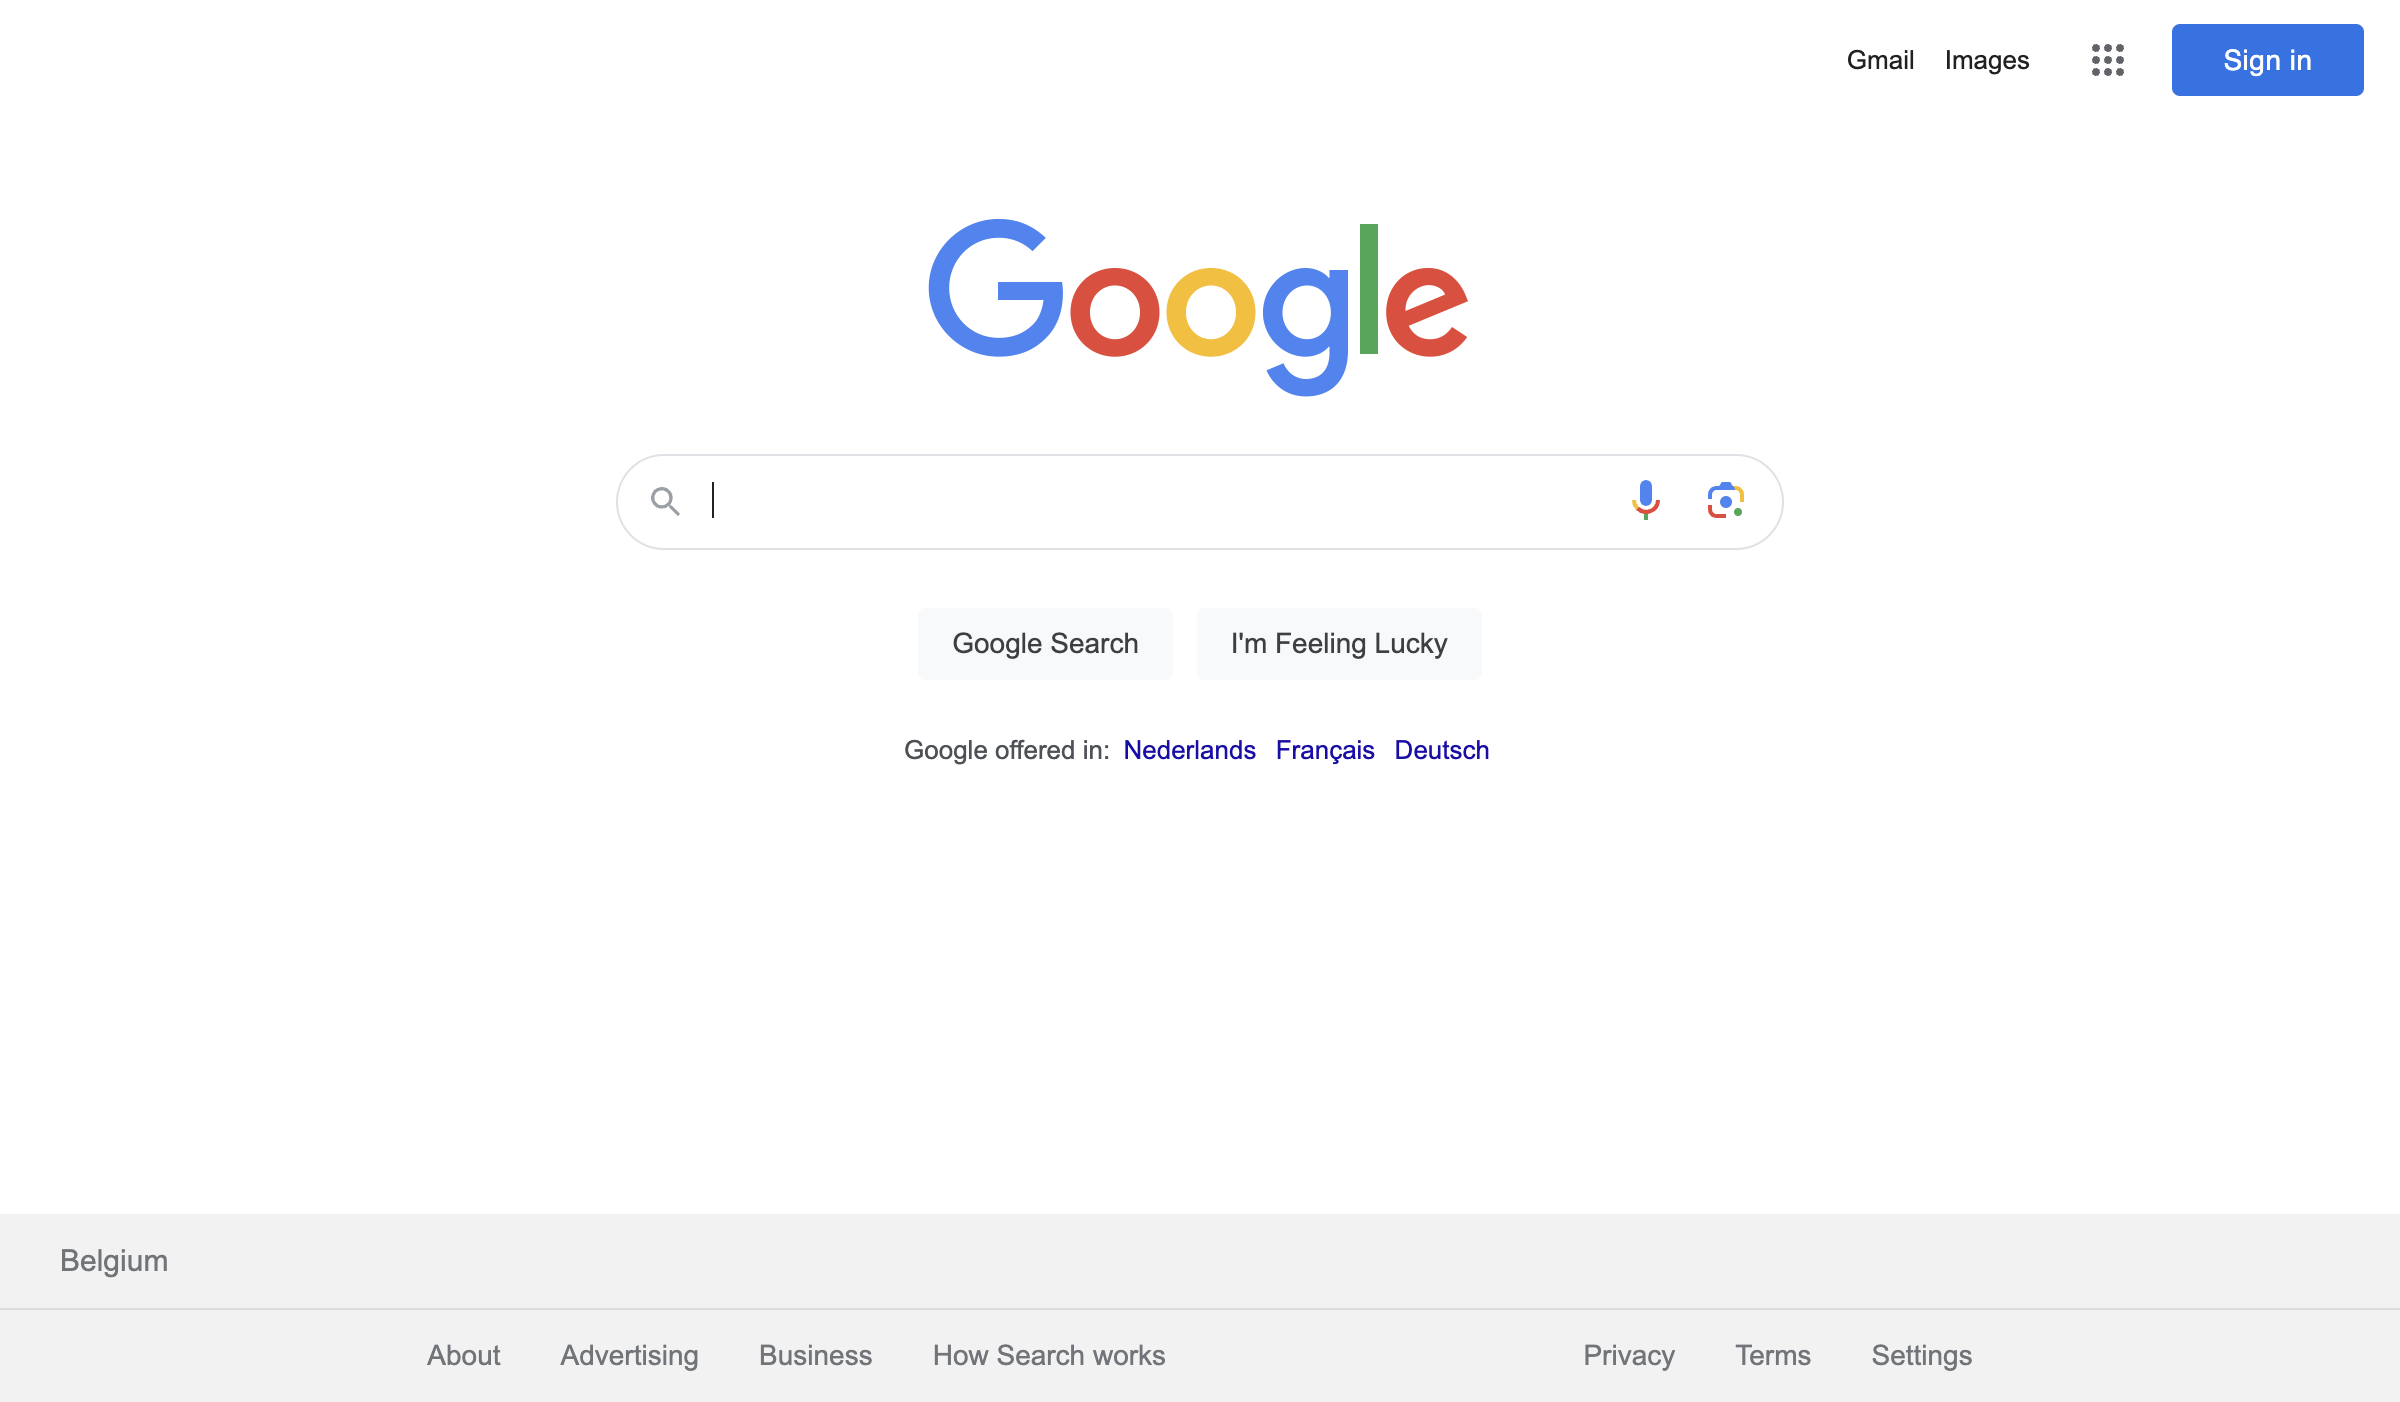 Gmail Images Sign in
Google
Google Search I'm Feeling Lucky
Google offered in: Nederlands Français Deutsch
Belgium
About Advertising Business How Search works Privacy Terms Settings